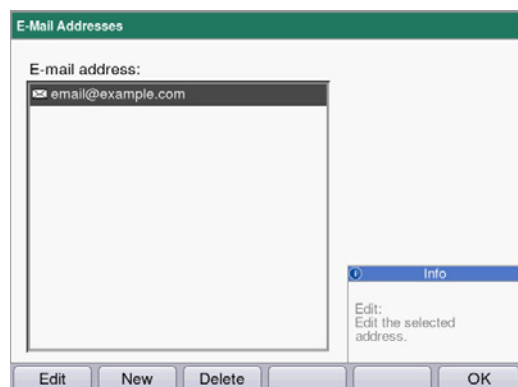 E-Mail Addresses
E-mail address:
email@example.com
Info
Edit:
Edit the selected
address.
Edit
New
Delete
OK